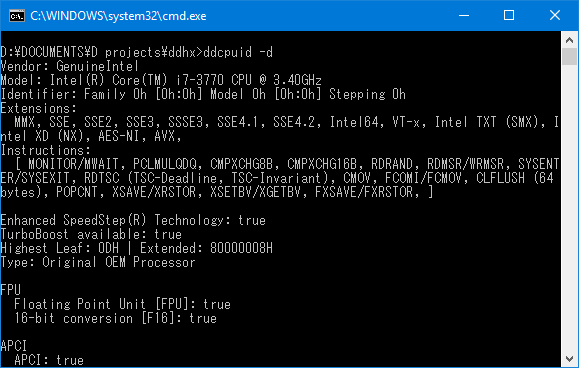 C:\WINDOWS\system32\cmd.exe
D:¥DOCUMENTS¥D projects¥ddhx>ddcpuid -d
Vendor: GenuineIntel
Model: Intel(R) Core(TM) i7-3770 CPU @ 3.40GHz
Identifier: Family 0h [0h:0h] Model 0h [0h:0h] Stepping 0h
Extensions:
MMX, SSE, SSE2, SSE3, SSSE3, SSE4.1, SSE4.2, Intel64, VT-x, Intel TXT (SMX), I
ntel XD (NX), AES-NI, AVX,
Instructions:
[ MONITOR/MWAIT, PCLMULQDQ, CMPXCHG8B, CMPXCHG16B, RDRAND, RDMSR/WRMSR, SYSENT
ER/SYSEXIT, RDTSC (TSC-Deadline, TSC-Invariant), CMOV, FCOMI/FCMOV, CLFLUSH (64
bytes), POPCNT, XSAVE/XRSTOR, XSETBV/XGETBV, FXSAVE/FXRSTOR, ]
Enhanced SpeedStep(R) Technology: true
TurboBoost available: true
Highest Leaf: 0DH | Extended: 80000008H
Type: Original OEM Processor
FPU
Floating Point Unit [FPU]: true
16-bit conversion [F16]: true
APCI
APCI: true